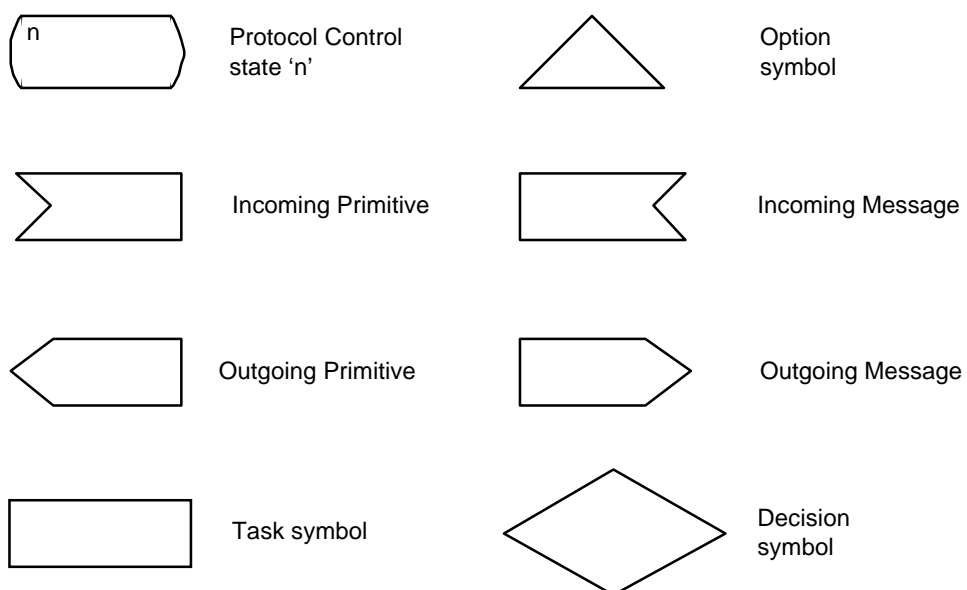 n
Protocol Control
state ‘n’
Option
symbol
Incoming Primitive
Incoming Message
Outgoing Primitive
Outgoing Message
Task symbol
Decision
symbol